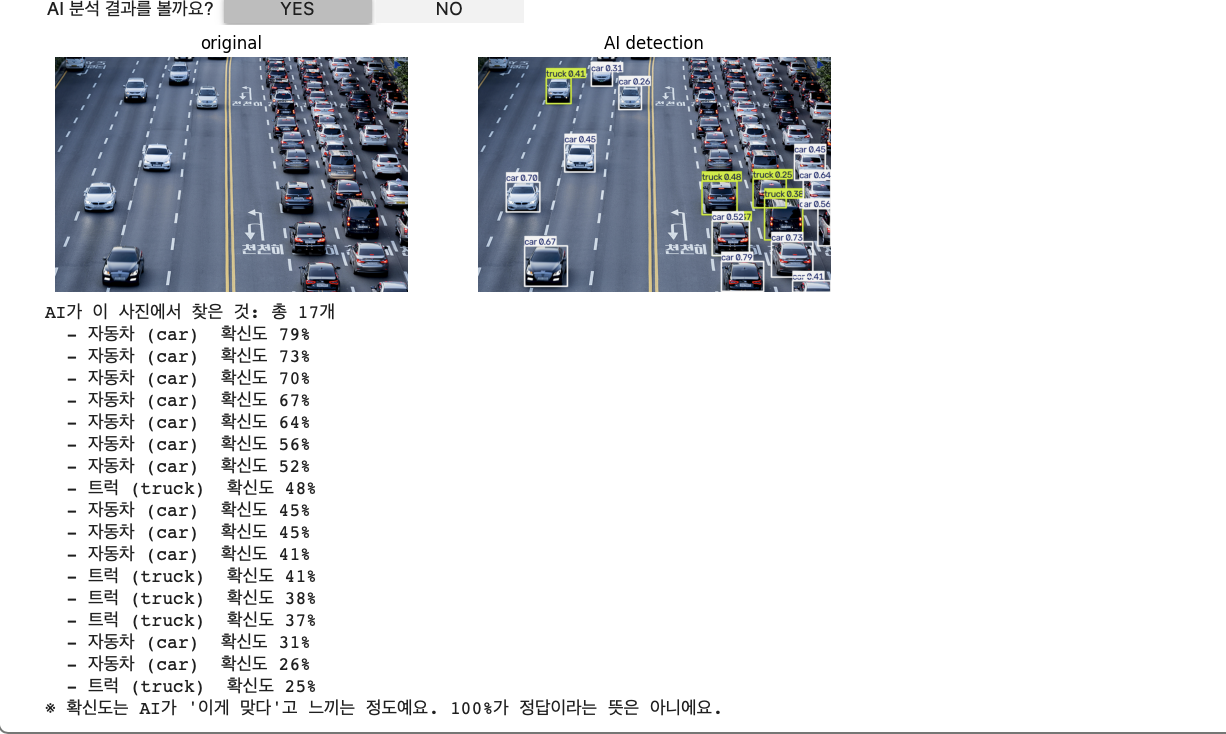 AI 분석 결과를 볼까요? YES NO
original AI detection
truck 0.41 car 0.31
car 0.26
천천히
car 0.45
car 0.45
car 0.70 truck 0.48 truck 0.25 car 0.64
truck 0.38
car 0.56
천천히 car 0.52 7 천천히
car 0.67 car 0.73
car 0.79
car 0.41
AI가 이 사진에서 찾은 것: 총 17개
- 자동차 (car) 확신도 79%
- 자동차 (car) 확신도 73%
- 자동차 (car) 확신도 70%
- 자동차 (car) 확신도 67%
- 자동차 (car) 확신도 64%
- 자동차 (car) 확신도 56%
- 자동차 (car) 확신도 52%
- 트럭 (truck) 확신도 48%
- 자동차 (car) 확신도 45%
- 자동차 (car) 확신도 45%
- 자동차 (car) 확신도 41%
- 트럭 (truck) 확신도 41%
- 트럭 (truck) 확신도 38%
- 트럭 (truck) 확신도 37%
- 자동차 (car) 확신도 31%
- 자동차 (car) 확신도 26%
- 트럭 (truck) 확신도 25%
※ 확신도는 AI가 '이게 맞다'고 느끼는 정도예요. 100%가 정답이라는 뜻은 아니에요.